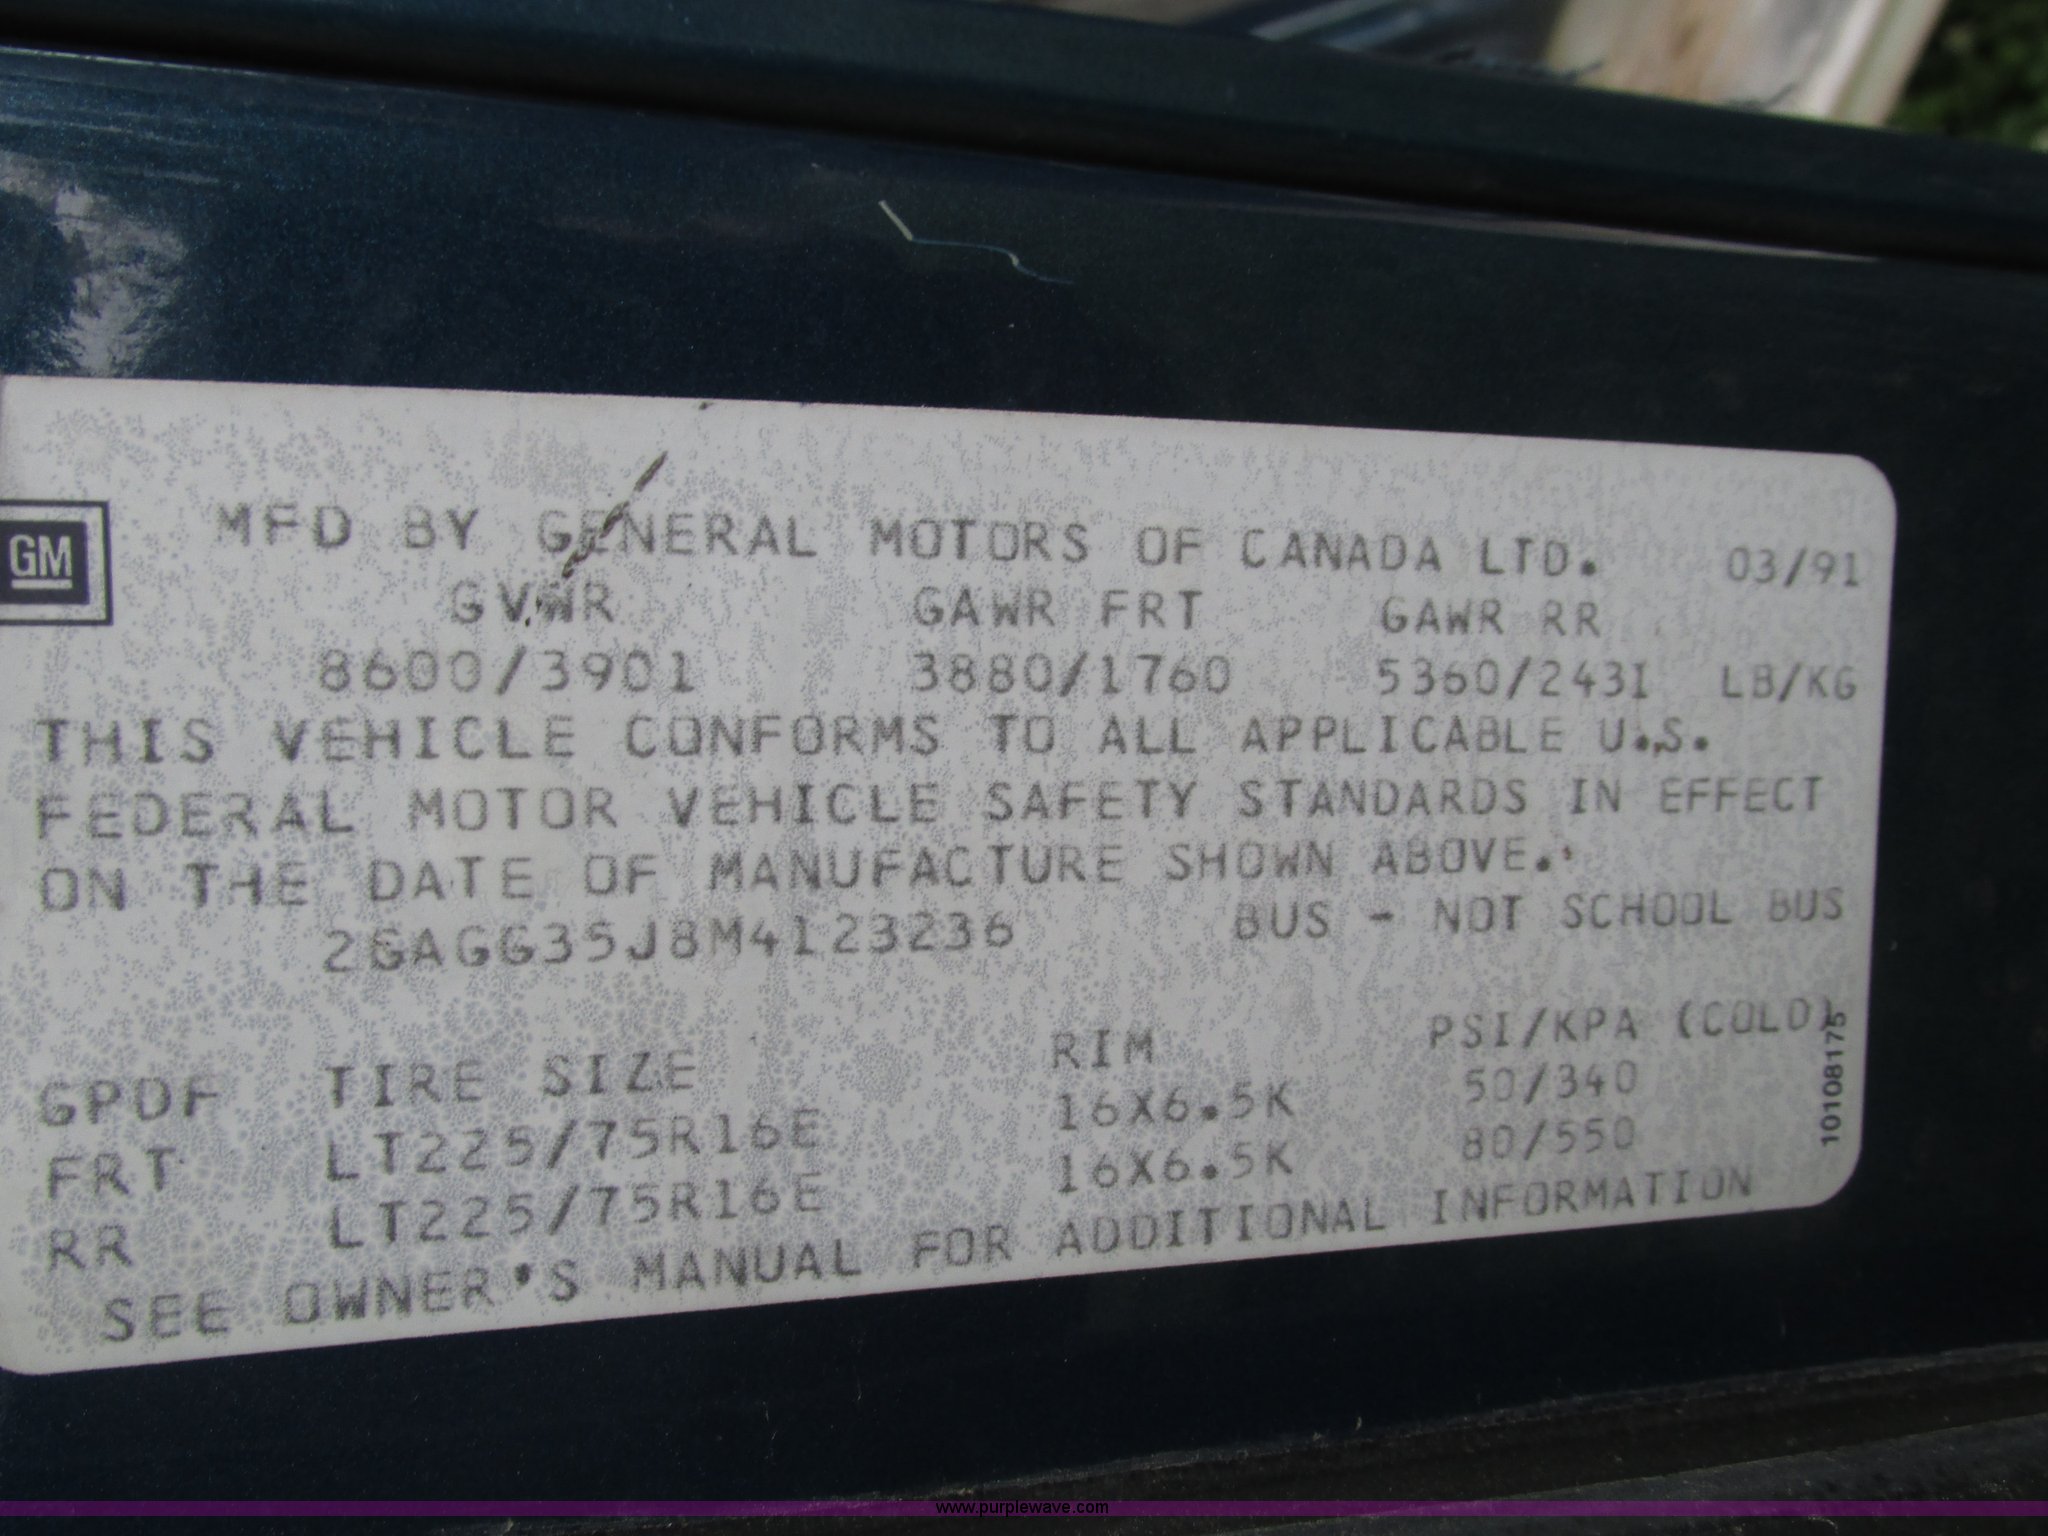 GM
MFD BY GENERAL MOTORS OF CANADA LTD. 03/91
GVWR GAWR FRT GAWR RR
8600/3901 3880/1760 5360/2431 LB/KG
THIS VEHICLE CONFORMS TO ALL APPLICABLE U.S.
FEDERAL MOTOR VEHICLE SAFETY STANDARDS IN EFFECT
ON THE DATE OF MANUFACTURE SHOWN ABOVE.
2GAGG35J8M4123236 BUS - NOT SCHOOL BUS
GPDF TIRE SIZE RIM PSI/KPA (COLD)
FRT LT225/75R16E 16X6.5K 50/340
RR LT225/75R16E 16X6.5K 80/550
SEE OWNER'S MANUAL FOR ADDITIONAL INFORMATION
10108175
www.purplewave.com